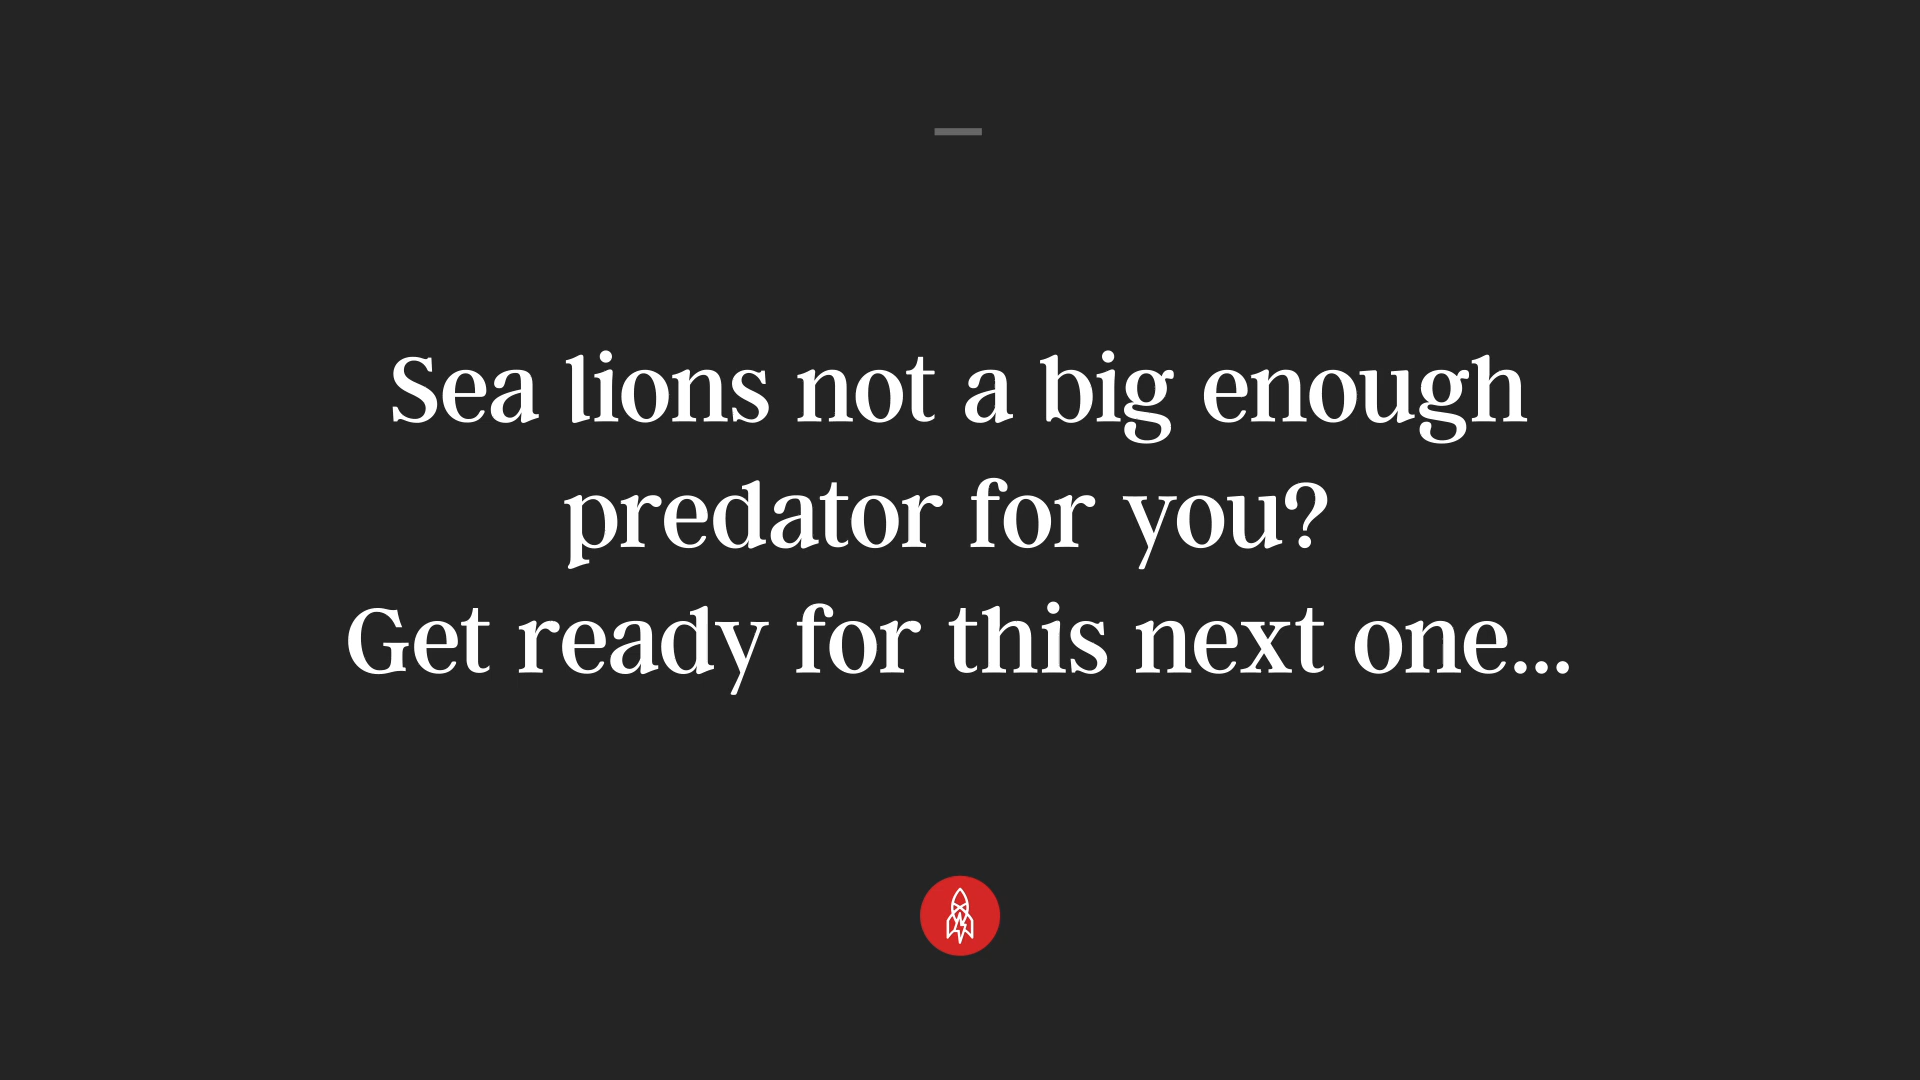 Sea lions not a big enough
predator for you?
Get ready for this next one...